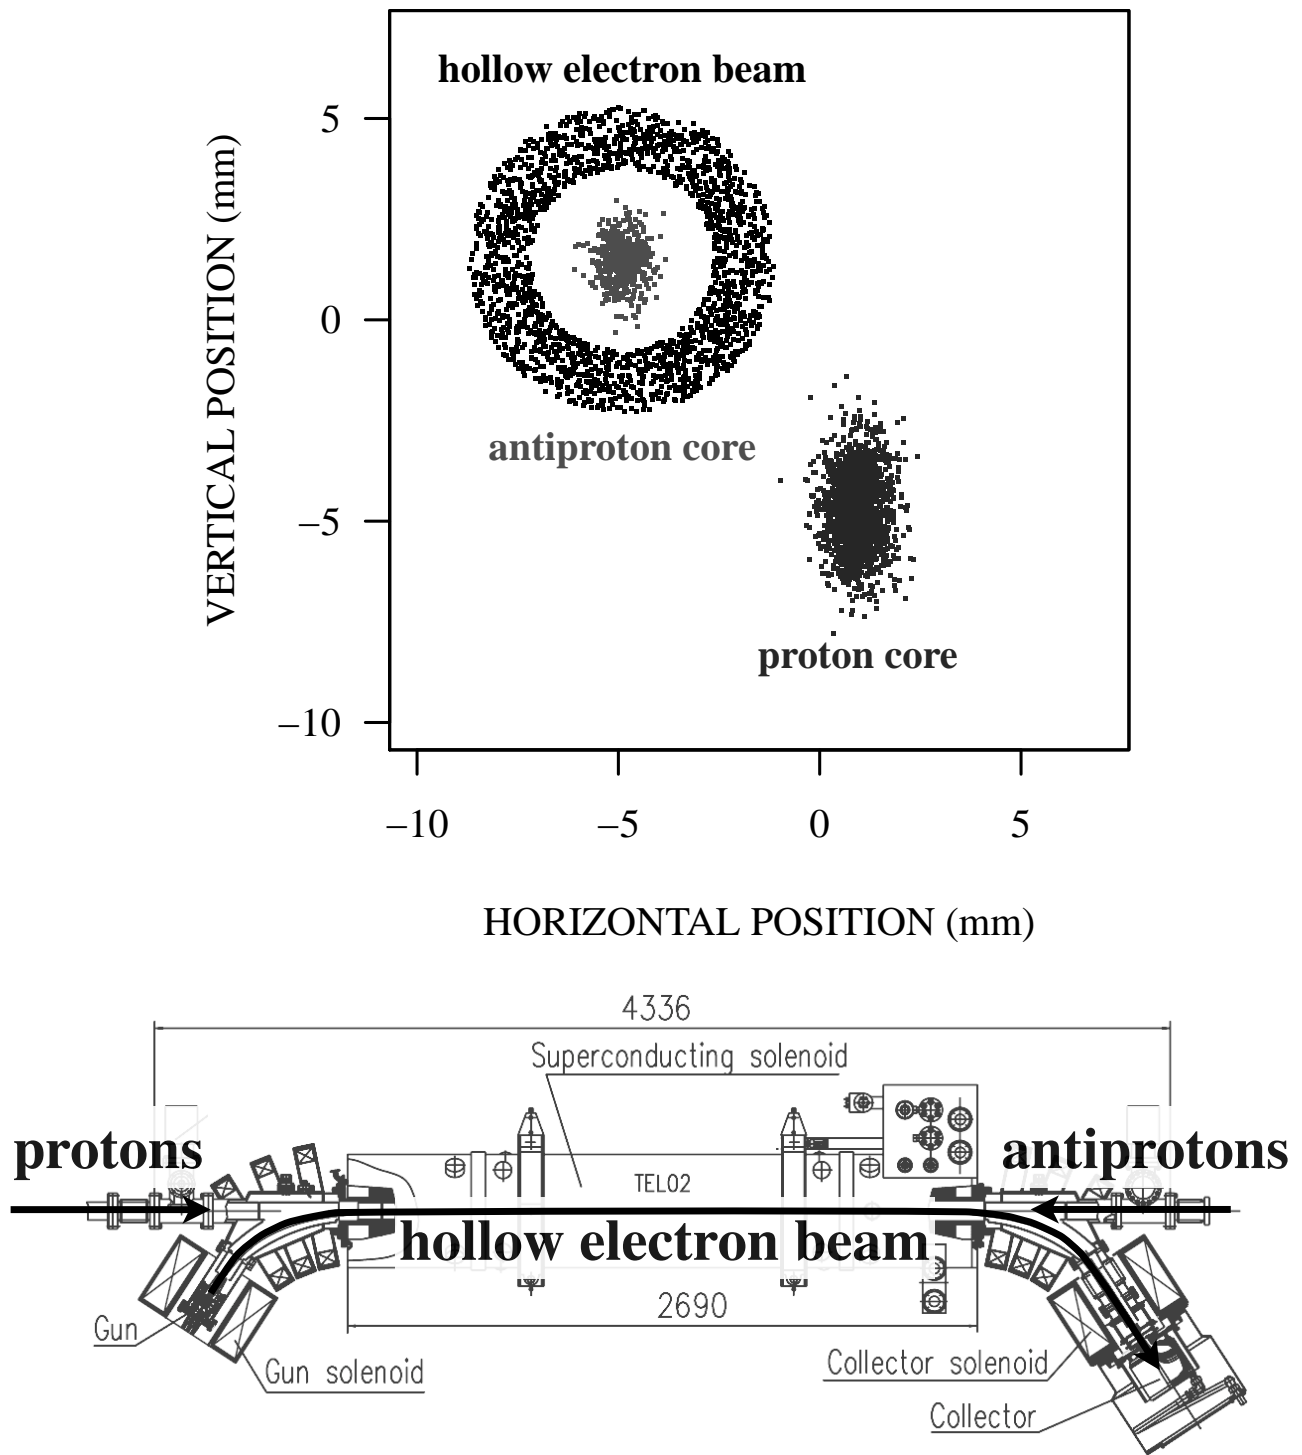 hollow electron beam
antiproton core
proton core
VERTICAL POSITION (mm)
5
0
−5
−10
−10
−5
0
5
HORIZONTAL POSITION (mm)
4336
Superconducting solenoid
protons
antiprotons
TEL02
hollow electron beam
2690
Gun
Gun solenoid
Collector solenoid
Collector